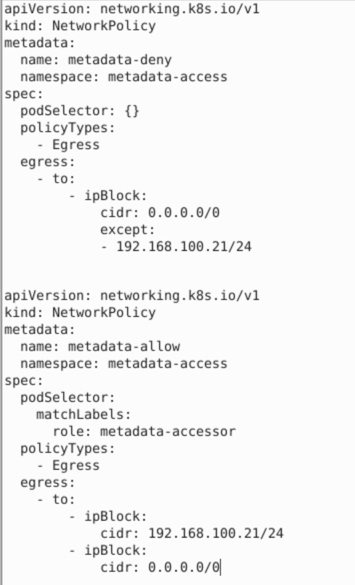 apiVersion: networking.k8s.io/v1
kind: NetworkPolicy
metadata:
  name: metadata-deny
  namespace: metadata-access
spec:
  podSelector: {}
  policyTypes:
    - Egress
  egress:
    - to:
        - ipBlock:
            cidr: 0.0.0.0/0
            except:
            - 192.168.100.21/24

apiVersion: networking.k8s.io/v1
kind: NetworkPolicy
metadata:
  name: metadata-allow
  namespace: metadata-access
spec:
  podSelector:
    matchLabels:
      role: metadata-accessor
  policyTypes:
    - Egress
  egress:
    - to:
        - ipBlock:
            cidr: 192.168.100.21/24
        - ipBlock:
            cidr: 0.0.0.0/0